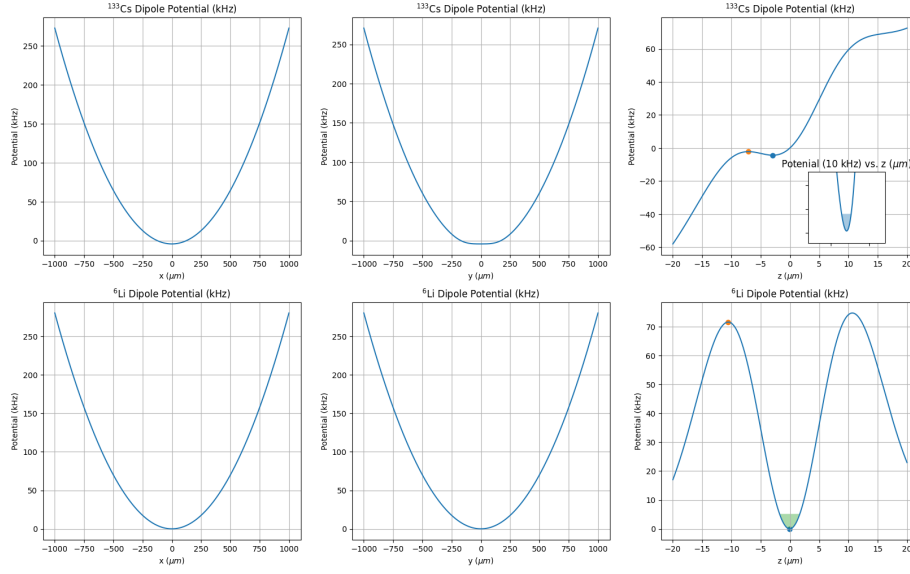 ¹³³Cs Dipole Potential (kHz)
Potential (kHz)
250
200
150
100
50
0
−1000 −750 −500 −250 0 250 500 750 1000
x (μm)
¹³³Cs Dipole Potential (kHz)
Potential (kHz)
250
200
150
100
50
0
−1000 −750 −500 −250 0 250 500 750 1000
y (μm)
¹³³Cs Dipole Potential (kHz)
Potential (kHz)
60
40
20
0
−20
−40
−60
Potenial (10 kHz) vs. z (μm)
−20 −15 −10 −5 0 5 10 15 20
z (μm)
⁶Li Dipole Potential (kHz)
Potential (kHz)
250
200
150
100
50
0
−1000 −750 −500 −250 0 250 500 750 1000
x (μm)
⁶Li Dipole Potential (kHz)
Potential (kHz)
250
200
150
100
50
0
−1000 −750 −500 −250 0 250 500 750 1000
y (μm)
⁶Li Dipole Potential (kHz)
Potential (kHz)
70
60
50
40
30
20
10
0
−20 −15 −10 −5 0 5 10 15 20
z (μm)